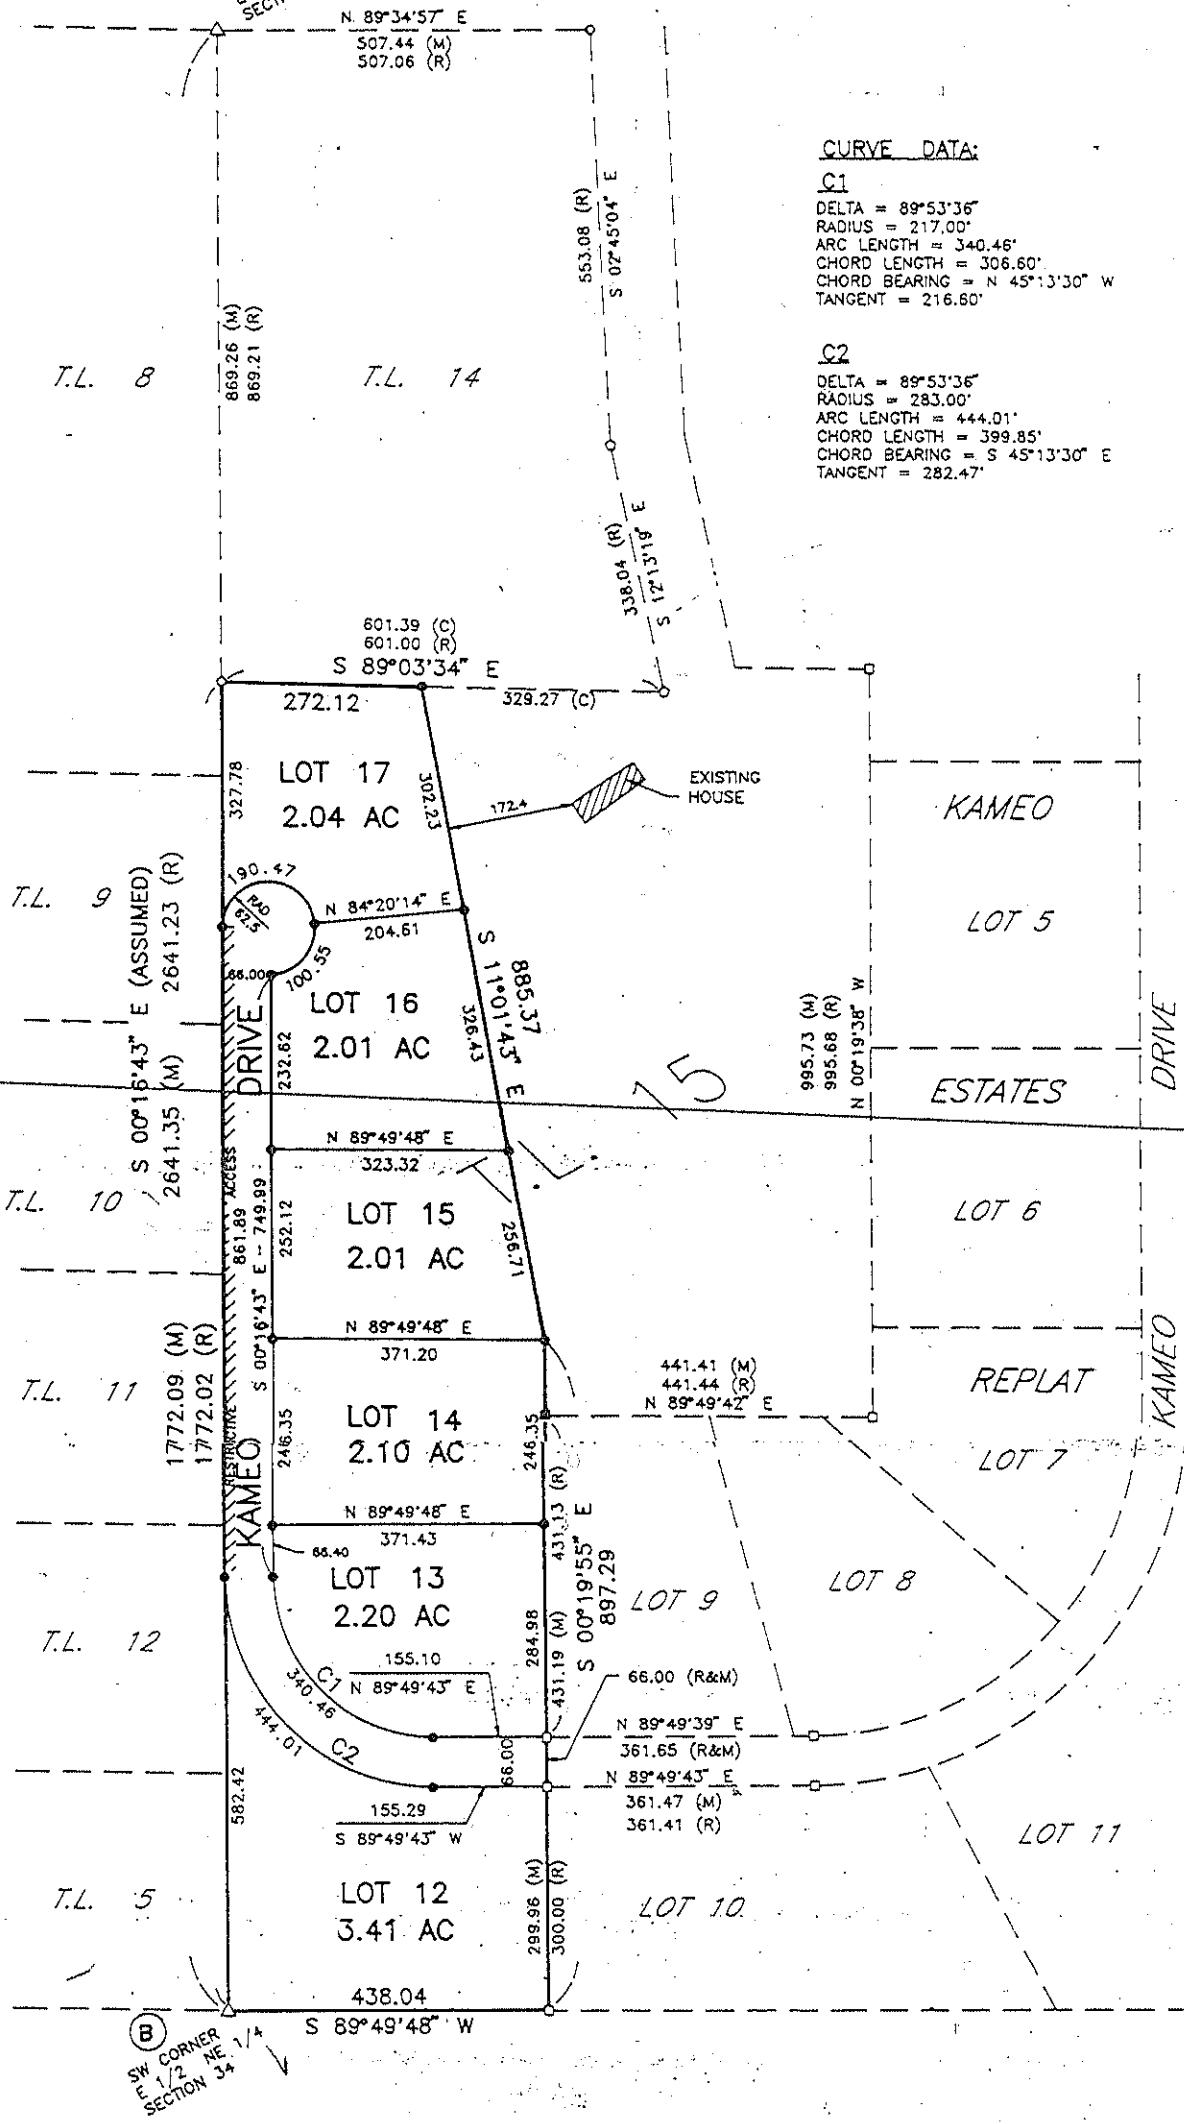 N 89°34'57" E
507.44 (M)
507.06 (R)
CURVE DATA:
C1
DELTA = 89°53'36"
RADIUS = 217.00'
ARC LENGTH = 340.46'
CHORD LENGTH = 306.60'
CHORD BEARING = N 45°13'30" W
TANGENT = 216.60'
C2
DELTA = 89°53'36"
RADIUS = 283.00'
ARC LENGTH = 444.01'
CHORD LENGTH = 399.85'
CHORD BEARING = S 45°13'30" E
TANGENT = 282.47'
553.08 (R)
S 02°45'04" E
869.26 (M)
869.21 (R)
T.L. 8
T.L. 14
338.04 (R)
S 12°13'19" E
601.39 (C)
601.00 (R)
S 89°03'34" E
272.12
329.27 (C)
327.78
LOT 17
2.04 AC
302.23
172.4
EXISTING
HOUSE
KAMEO
T.L. 9
190.47
RAD
62.5
N 84°20'14" E
204.61
LOT 5
S 00°16'43" E (ASSUMED)
2641.35 (M) 2641.23 (R)
66.00
100.55
S 11°01'43" E
885.37
LOT 16
2.01 AC
326.43
DRIVE
232.62
995.73 (M)
995.68 (R)
N 00°19'38" W
15
ESTATES
DRIVE
N 89°49'48" E
323.32
T.L. 10
ACCESS
861.89
S 00°16'43" E -- 749.99
252.12
LOT 15
2.01 AC
256.71
LOT 6
N 89°49'48" E
371.20
1772.09 (M)
1772.02 (R)
441.41 (M)
441.44 (R)
N 89°49'42" E
REPLAT
KAMEO
T.L. 11
RESTRICTIVE
KAMEO
246.35
LOT 14
2.10 AC
246.35
LOT 7
N 89°49'48" E
371.43
431.13 (R)
S 00°19'55" E
897.29
66.40
LOT 13
2.20 AC
284.98
431.19 (M)
LOT 9
LOT 8
T.L. 12
155.10
N 89°49'43" E
C1
340.46
66.00 (R&M)
444.01
C2
66.00
N 89°49'39" E
361.65 (R&M)
N 89°49'43" E
361.47 (M)
361.41 (R)
582.42
155.29
S 89°49'43" W
LOT 11
T.L. 5
LOT 12
3.41 AC
299.96 (M)
300.00 (R)
LOT 10
438.04
S 89°49'48" W
B
SW CORNER
E 1/2 NE 1/4
SECTION 34